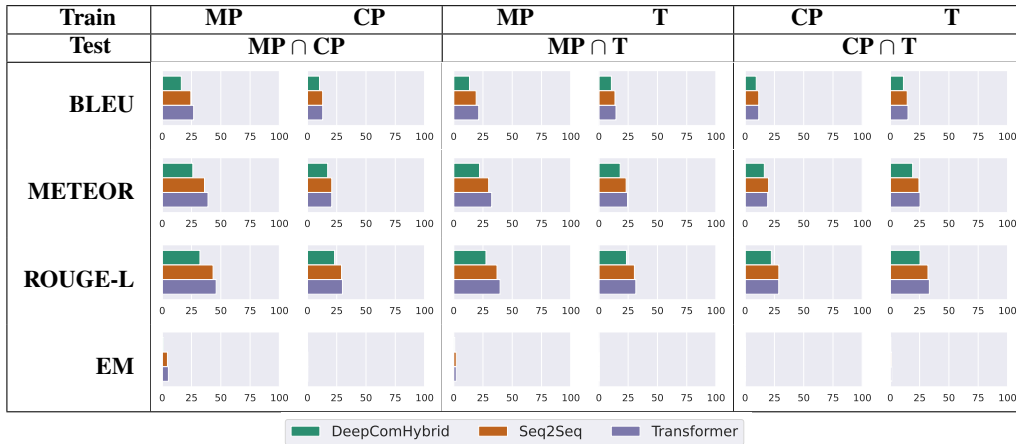 Train MP CP MP T CP T
Test MP ∩ CP MP ∩ T CP ∩ T
BLEU
0 25 50 75 100 0 25 50 75 100 0 25 50 75 100 0 25 50 75 100 0 25 50 75 100 0 25 50 75 100
METEOR
0 25 50 75 100 0 25 50 75 100 0 25 50 75 100 0 25 50 75 100 0 25 50 75 100 0 25 50 75 100
ROUGE-L
0 25 50 75 100 0 25 50 75 100 0 25 50 75 100 0 25 50 75 100 0 25 50 75 100 0 25 50 75 100
EM
0 25 50 75 100 0 25 50 75 100 0 25 50 75 100 0 25 50 75 100 0 25 50 75 100 0 25 50 75 100
DeepComHybrid Seq2Seq Transformer